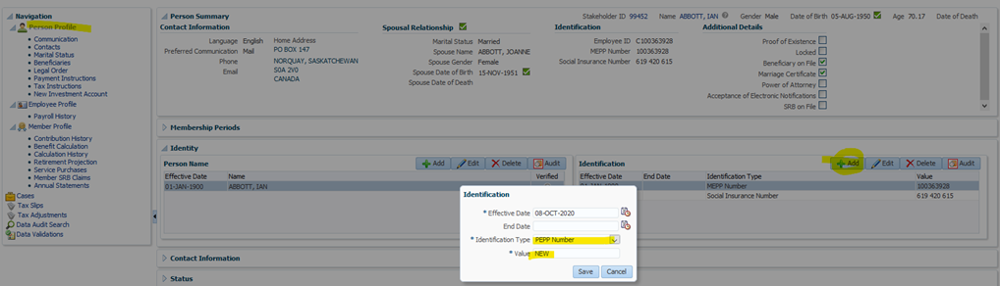 Navigation
Person Profile
Communication
Contacts
Marital Status
Beneficiaries
Legal Order
Payment Instructions
Tax Instructions
New Investment Account
Employee Profile
Payroll History
Member Profile
Contribution History
Benefit Calculation
Calculation History
Retirement Projection
Service Purchases
Member SRB Claims
Annual Statements
Cases
Tax Slips
Tax Adjustments
Data Audit Search
Data Validations
Person Summary Stakeholder ID 99452 Name ABBOTT, IAN Gender Male Date of Birth 05-AUG-1950 Age 70.17 Date of Death
Contact Information
Language English
Preferred Communication Mail
Phone
Email
Home Address
PO BOX 147
NORQUAY, SASKATCHEWAN
S0A 2V0
CANADA
Spousal Relationship
Marital Status Married
Spouse Name ABBOTT, JOANNE
Spouse Gender Female
Spouse Date of Birth 15-NOV-1951
Spouse Date of Death
Identification
Employee ID C100363928
MEPP Number 100363928
Social Insurance Number 619 420 615
Additional Details
Proof of Existence
Locked
Beneficiary on File
Marriage Certificate
Power of Attorney
Acceptance of Electronic Notifications
SRB on File
Membership Periods
Identity
Person Name Add Edit Delete Audit
Effective Date Name Verified
01-JAN-1900 ABBOTT, IAN
Identification Add Edit Delete Audit
Effective Date End Date Identification Type Value
MEPP Number 100363928
Social Insurance Number 619 420 615
Identification
* Effective Date 08-OCT-2020
End Date
* Identification Type PEPP Number
* Value NEW
Save Cancel
Contact Information
Status